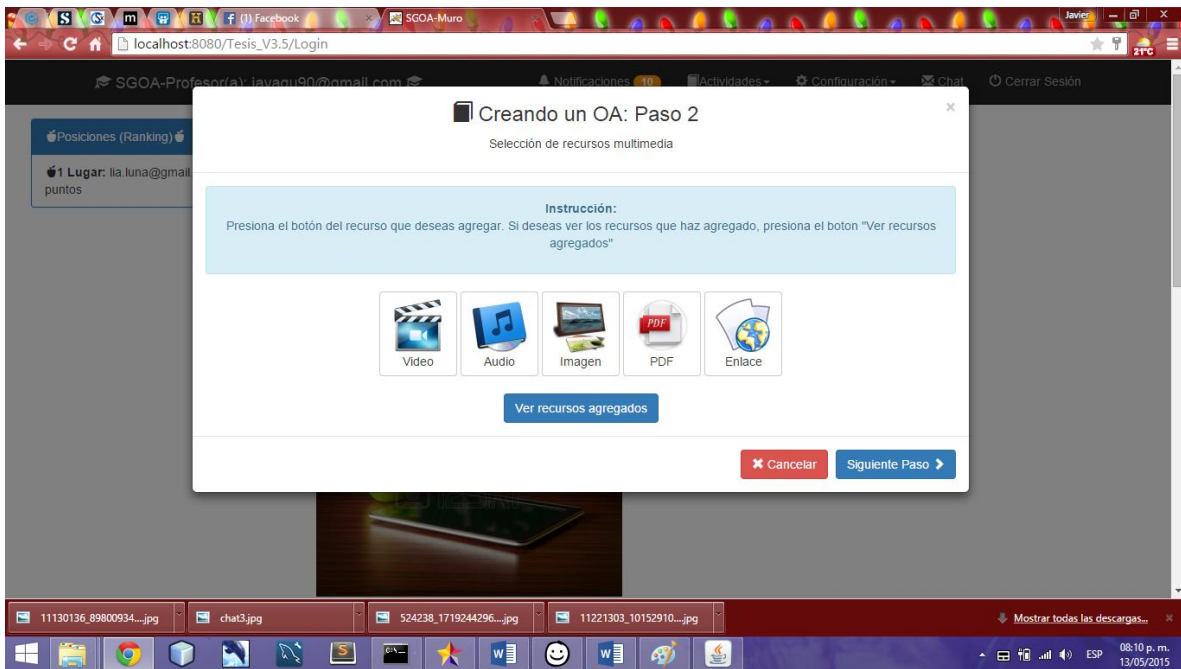 (1) Facebook
SGOA-Muro
Javier
localhost:8080/Tesis_V3.5/Login
21°C
SGOA-Profesor(a): javagu90@gmail.com
Notificaciones 10
Actividades
Configuración
Chat
Cerrar Sesión
Posiciones (Ranking)
1 Lugar: lia.luna@gmail.
puntos
Creando un OA: Paso 2
×
Selección de recursos multimedia
Instrucción:
Presiona el botón del recurso que deseas agregar. Si deseas ver los recursos que haz agregado, presiona el boton "Ver recursos
agregados"
PDF
Video
Audio
Imagen
PDF
Enlace
Ver recursos agregados
Cancelar
Siguiente Paso
11130136_89800934....jpg
chat3.jpg
524238_1719244296....jpg
11221303_10152910....jpg
Mostrar todas las descargas...
ESP
08:10 p. m.
13/05/2015